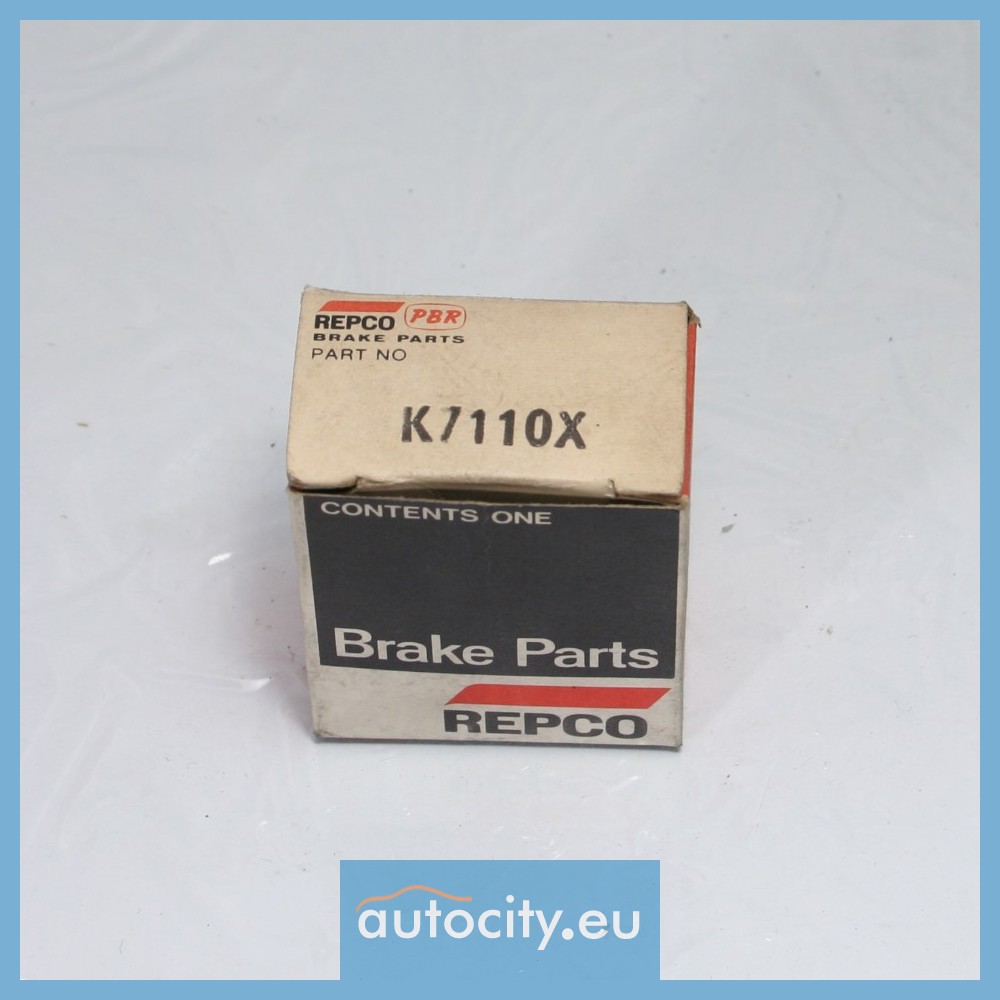 REPCO PBR
BRAKE PARTS
PART NO
K7110X
CONTENTS ONE
Brake Parts
REPCO
autocity.eu